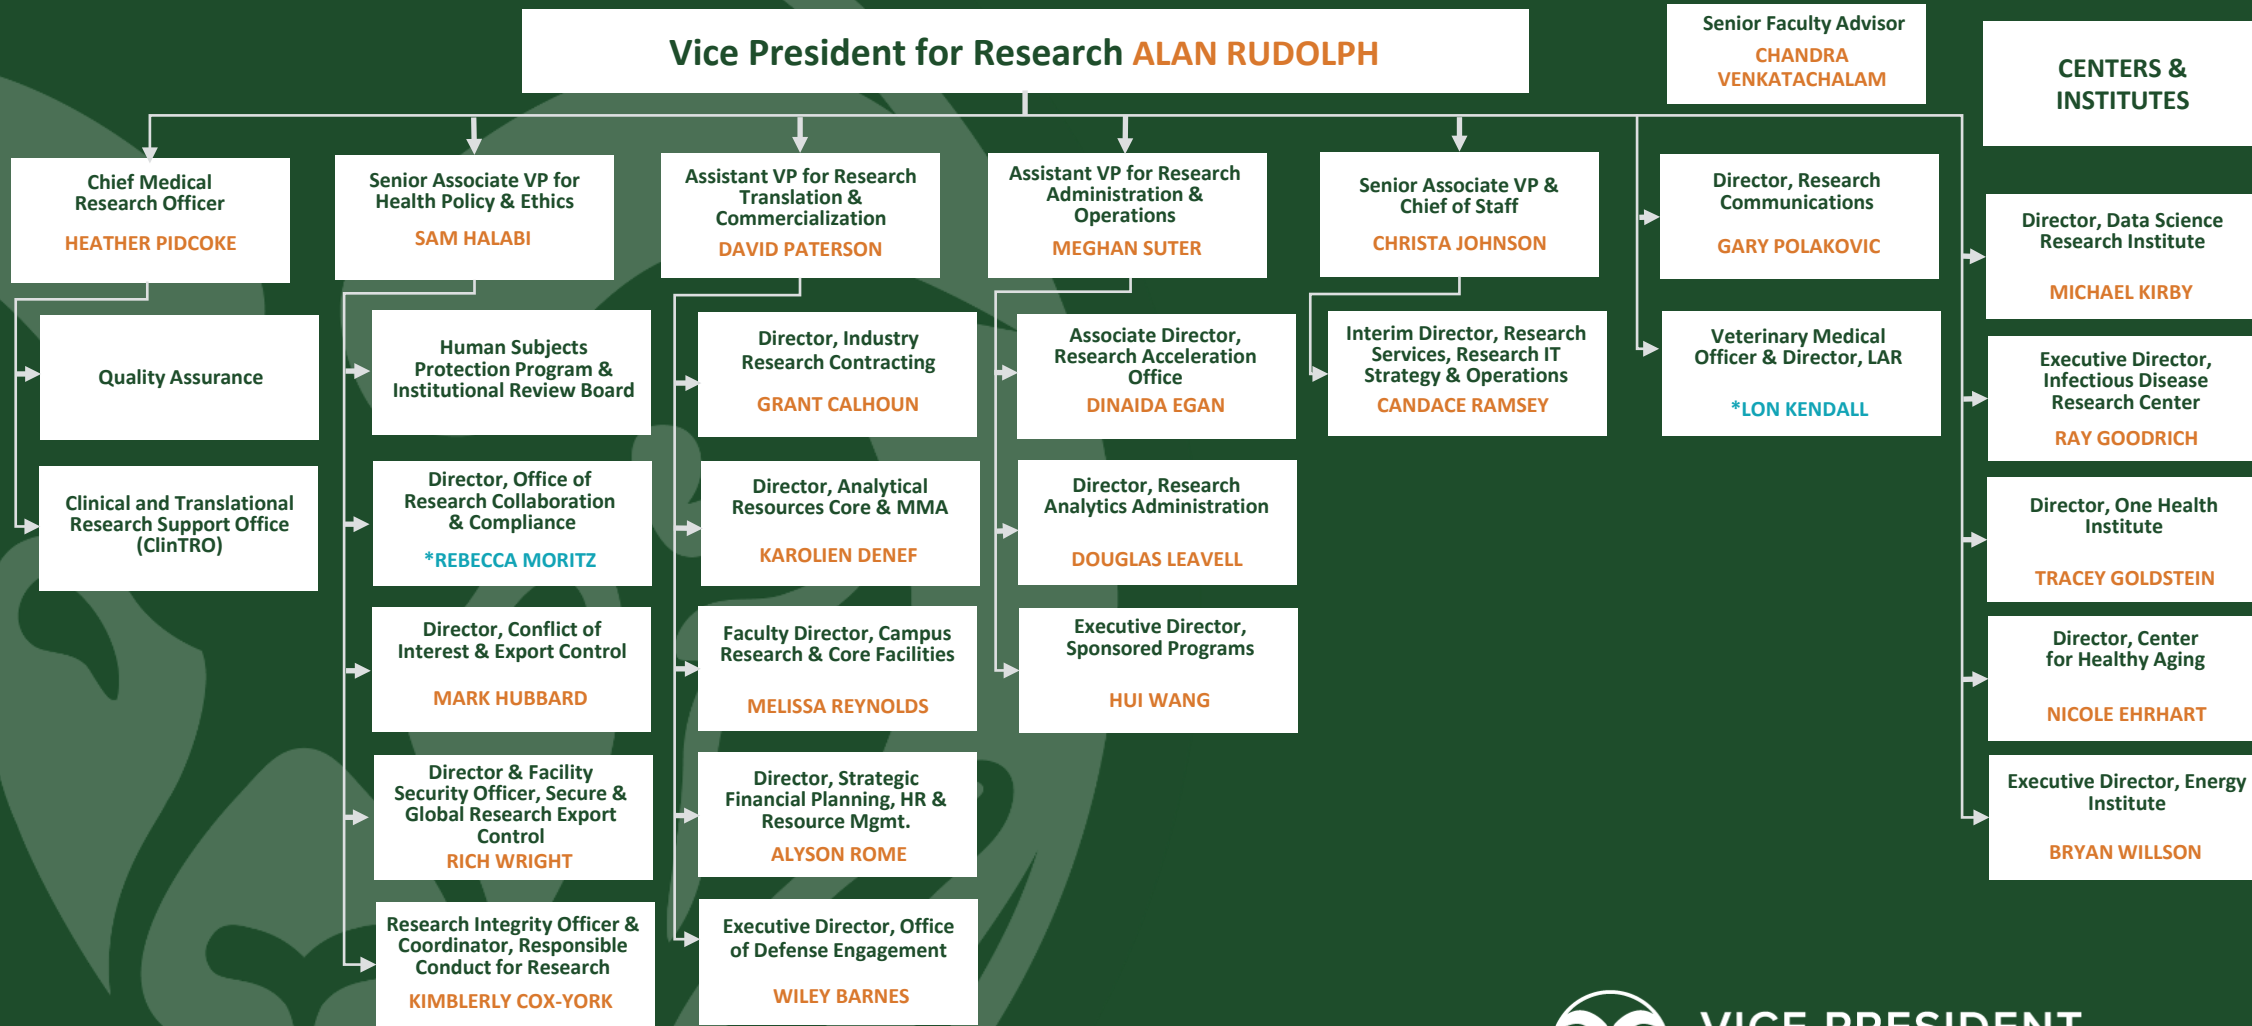 Vice President for Research ALAN RUDOLPH
Senior Faculty Advisor
CHANDRA
VENKATACHALAM
CENTERS &
INSTITUTES
Chief Medical
Research Officer
HEATHER PIDCOKE
Quality Assurance
Clinical and Translational
Research Support Office
(ClinTRO)
Senior Associate VP for
Health Policy & Ethics
SAM HALABI
Human Subjects
Protection Program &
Institutional Review Board
Director, Office of
Research Collaboration
& Compliance
*REBECCA MORITZ
Director, Conflict of
Interest & Export Control
MARK HUBBARD
Director & Facility
Security Officer, Secure &
Global Research Export
Control
RICH WRIGHT
Research Integrity Officer &
Coordinator, Responsible
Conduct for Research
KIMBLERLY COX-YORK
Assistant VP for Research
Translation &
Commercialization
DAVID PATERSON
Director, Industry
Research Contracting
GRANT CALHOUN
Director, Analytical
Resources Core & MMA
KAROLIEN DENEF
Faculty Director, Campus
Research & Core Facilities
MELISSA REYNOLDS
Director, Strategic
Financial Planning, HR &
Resource Mgmt.
ALYSON ROME
Executive Director, Office
of Defense Engagement
WILEY BARNES
Assistant VP for Research
Administration &
Operations
MEGHAN SUTER
Associate Director,
Research Acceleration
Office
DINAIDA EGAN
Director, Research
Analytics Administration
DOUGLAS LEAVELL
Executive Director,
Sponsored Programs
HUI WANG
Senior Associate VP &
Chief of Staff
CHRISTA JOHNSON
Interim Director, Research
Services, Research IT
Strategy & Operations
CANDACE RAMSEY
Director, Research
Communications
GARY POLAKOVIC
Veterinary Medical
Officer & Director, LAR
*LON KENDALL
Director, Data Science
Research Institute
MICHAEL KIRBY
Executive Director,
Infectious Disease
Research Center
RAY GOODRICH
Director, One Health
Institute
TRACEY GOLDSTEIN
Director, Center
for Healthy Aging
NICOLE EHRHART
Executive Director, Energy
Institute
BRYAN WILLSON
VICE PRESIDENT